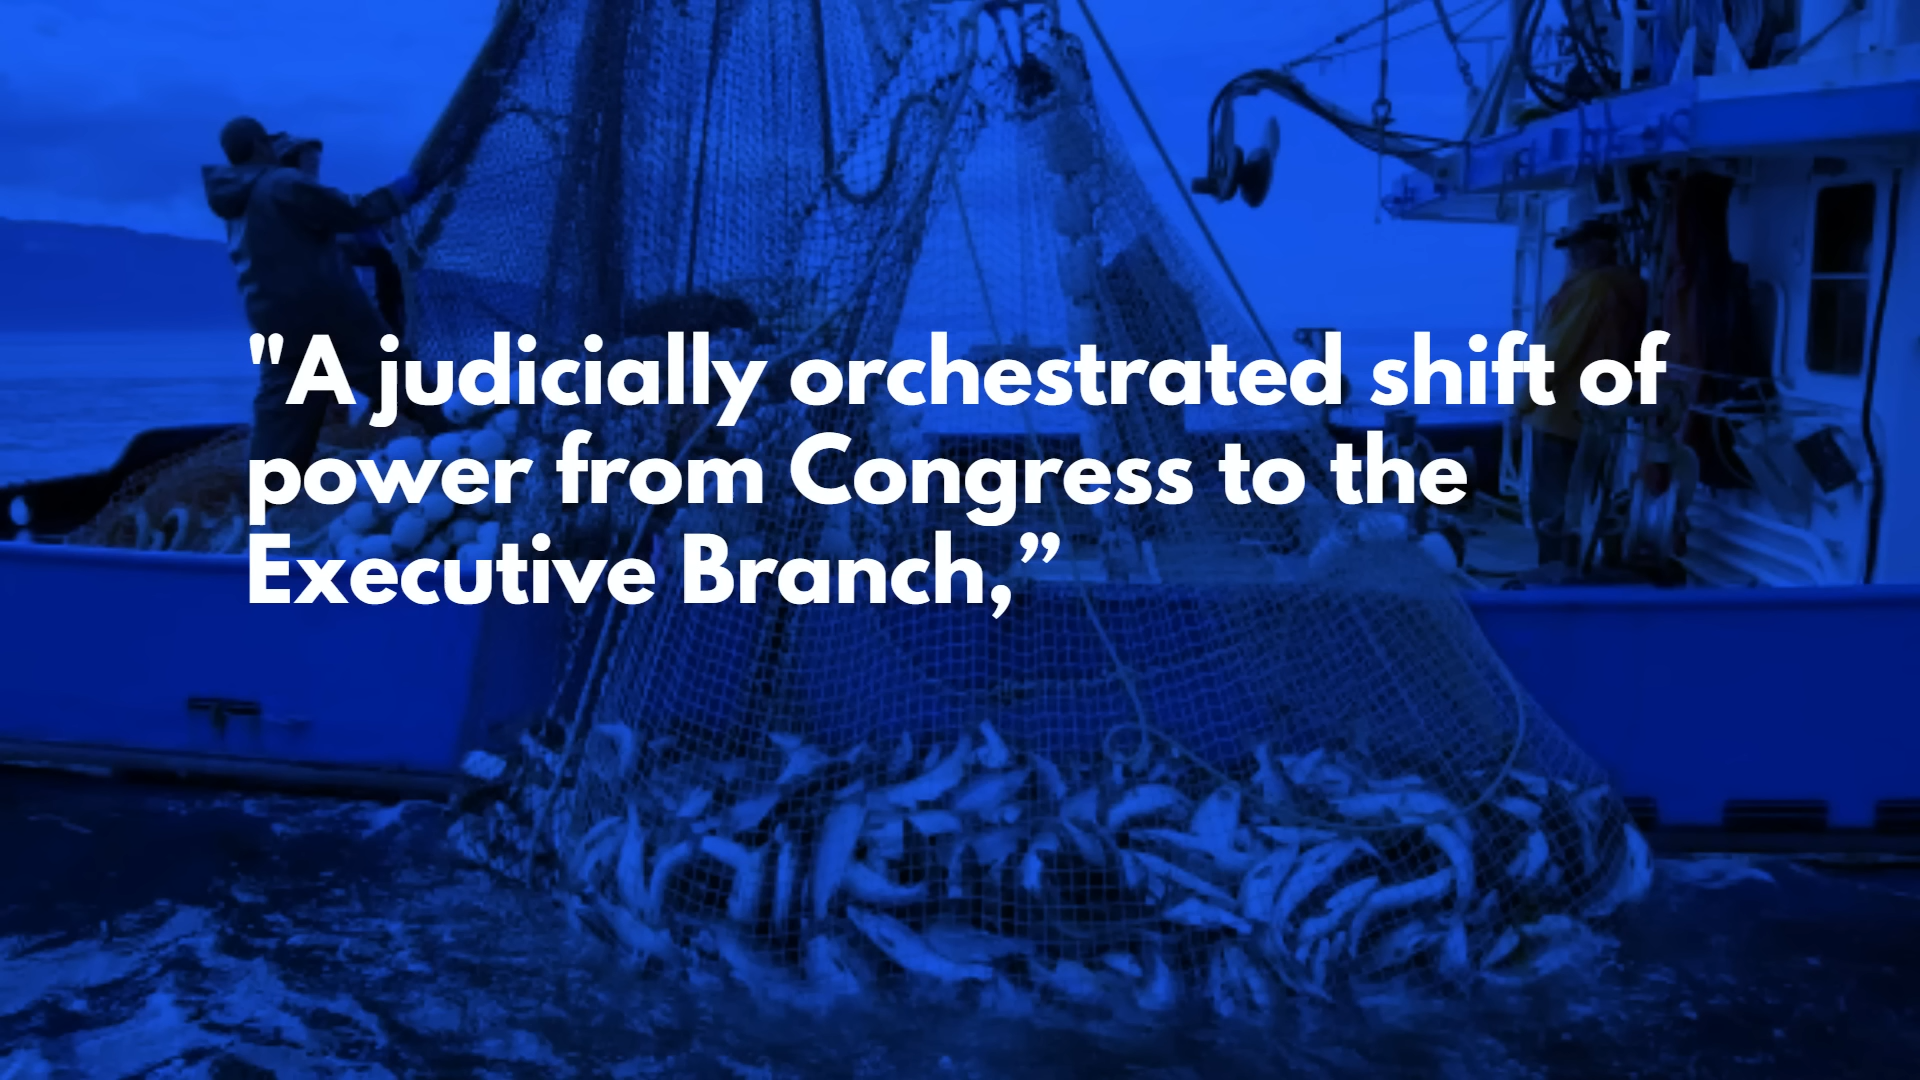 "A judicially orchestrated shift of
power from Congress to the
Executive Branch,”